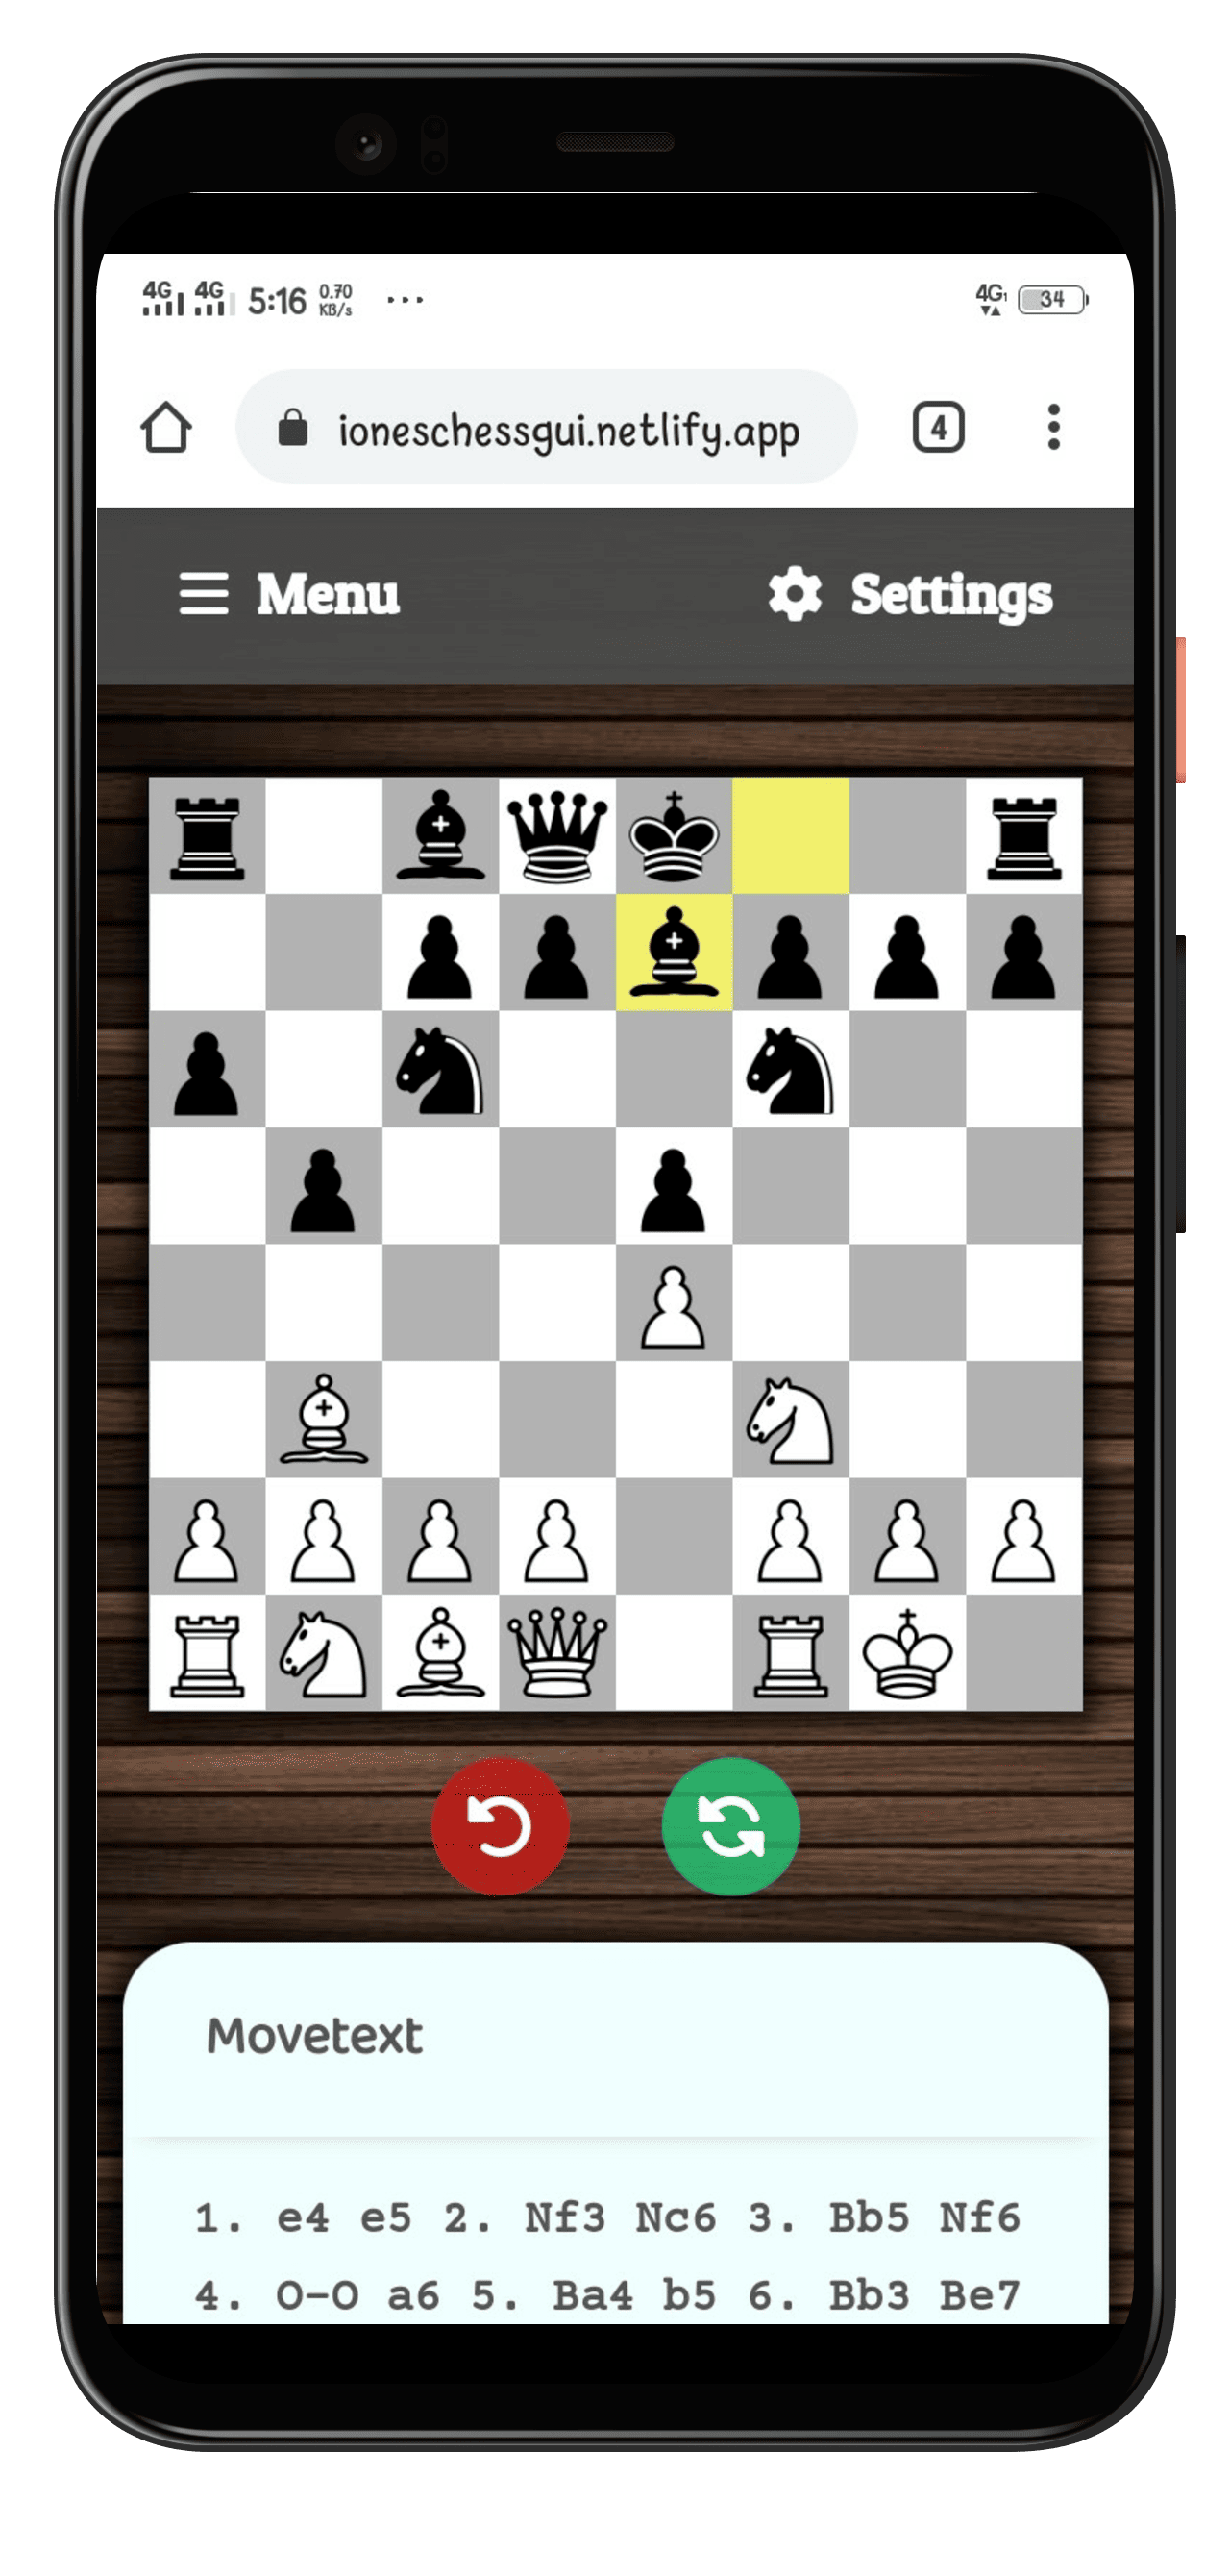 4G 4G 5:16 0.70 KB/s ... 4G1 34
ioneschessgui.netlify.app 4
Menu Settings
Movetext
1. e4 e5 2. Nf3 Nc6 3. Bb5 Nf6
4. O-O a6 5. Ba4 b5 6. Bb3 Be7